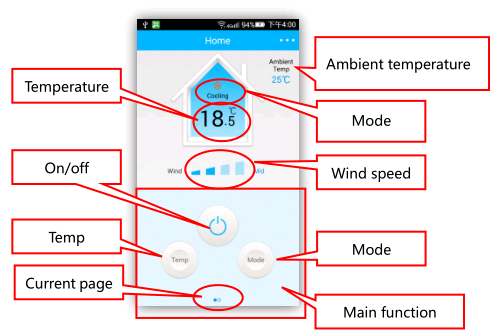 4G 94% 下午4:00
Home
Ambient
Temp
25℃
Ambient temperature
Temperature
Cooling
18.5℃
Mode
On/off
Wind
Mid
Wind speed
Temp
Temp
Mode
Mode
Current page
Main function